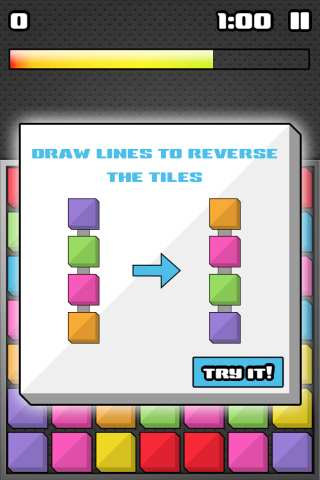 0 1:00
DRAW LINES TO REVERSE
THE TILES
TRY IT!